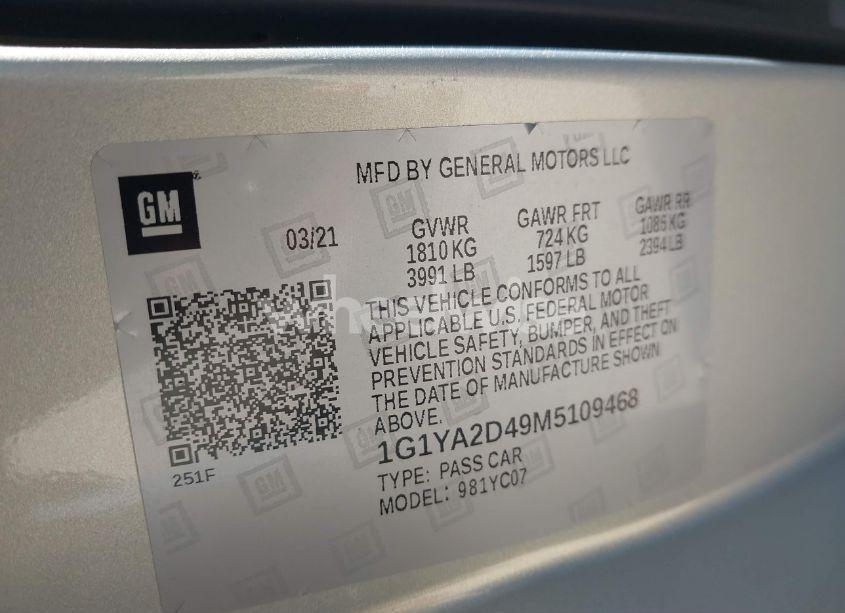 MFD BY GENERAL MOTORS LLC
GM
03/21
GVWR GAWR FRT GAWR RR
1810 KG 724 KG 1085 KG
3991 LB 1597 LB 2394 LB
THIS VEHICLE CONFORMS TO ALL
APPLICABLE U.S. FEDERAL MOTOR
VEHICLE SAFETY, BUMPER, AND THEFT
PREVENTION STANDARDS IN EFFECT ON
THE DATE OF MANUFACTURE SHOWN
ABOVE.
1G1YA2D49M5109468
251F
TYPE: PASS CAR
MODEL: 981YC07